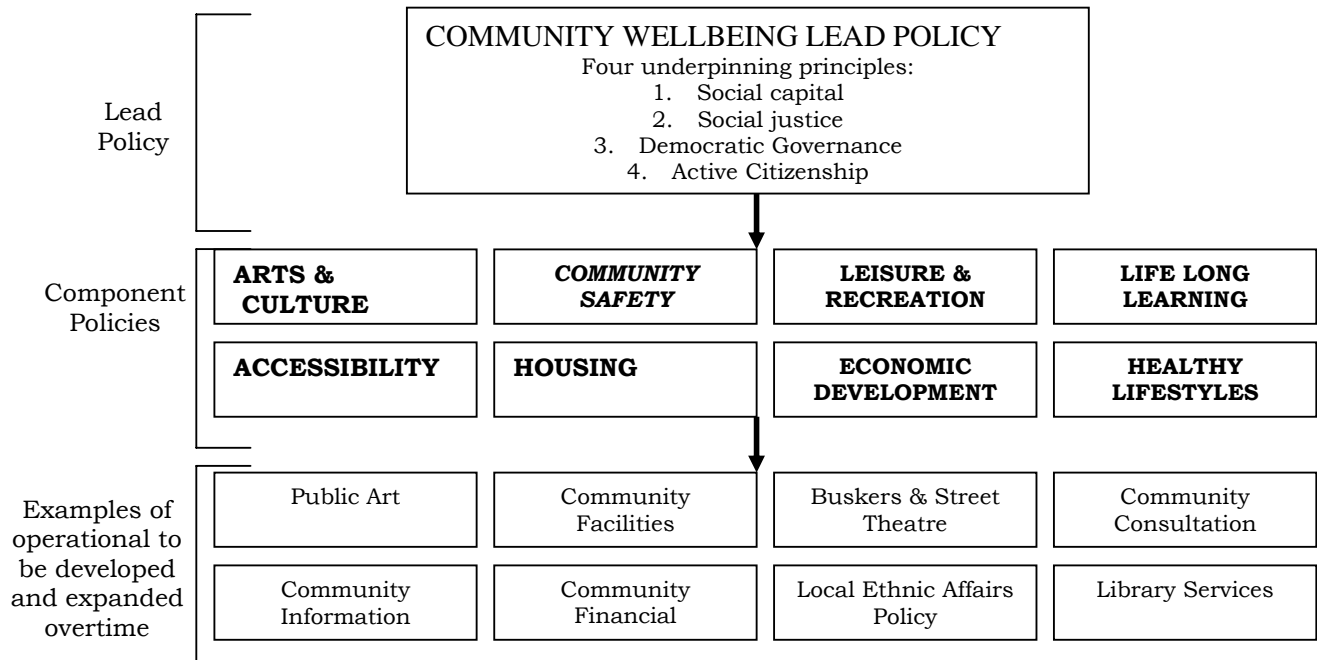 COMMUNITY WELLBEING LEAD POLICY
Four underpinning principles:
1. Social capital
2. Social justice
3. Democratic Governance
4. Active Citizenship
Lead
Policy
Component
Policies
ARTS &
CULTURE
COMMUNITY
SAFETY
LEISURE &
RECREATION
LIFE LONG
LEARNING
ACCESSIBILITY
HOUSING
ECONOMIC
DEVELOPMENT
HEALTHY
LIFESTYLES
Examples of
operational to
be developed
and expanded
overtime
Public Art
Community
Facilities
Buskers & Street
Theatre
Community
Consultation
Community
Information
Community
Financial
Local Ethnic Affairs
Policy
Library Services